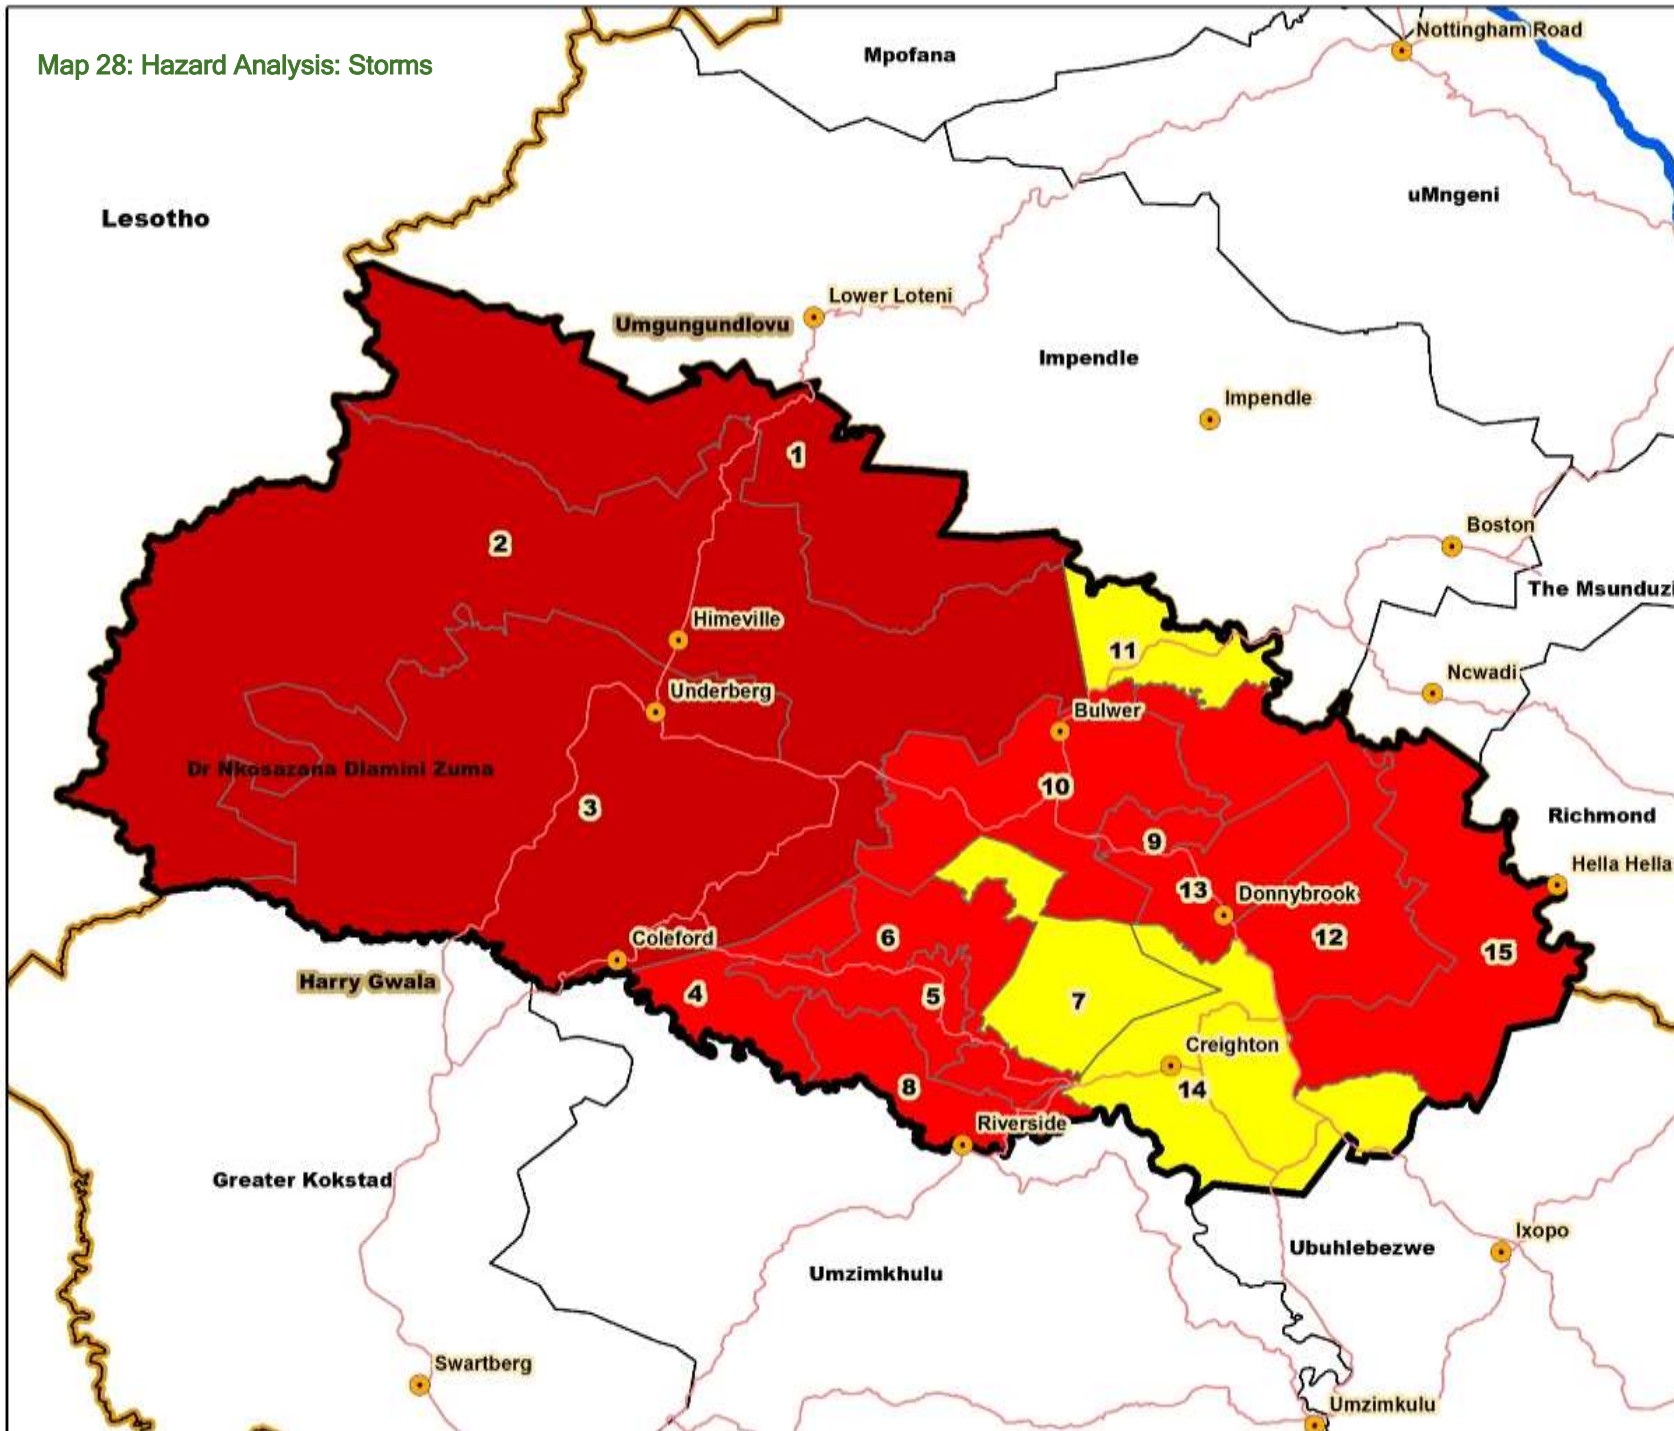 Nottingham Road
Mpofana
Map 28: Hazard Analysis: Storms
uMngeni
Lesotho
Lower Loteni
Umgungundlovu
Impendle
Impendle
1
Boston
2
The Msunduzi
Himeville
11
Ncwadi
Underberg
Bulwer
Dr Nkosazana Dlamini Zuma
10
3
Richmond
9
Hella Hella
13
Donnybrook
6
12
Coleford
15
Harry Gwala
4
5
7
Creighton
8
14
Riverside
Greater Kokstad
Ixopo
Ubuhlebezwe
Umzimkhulu
Swartberg
Umzimkulu